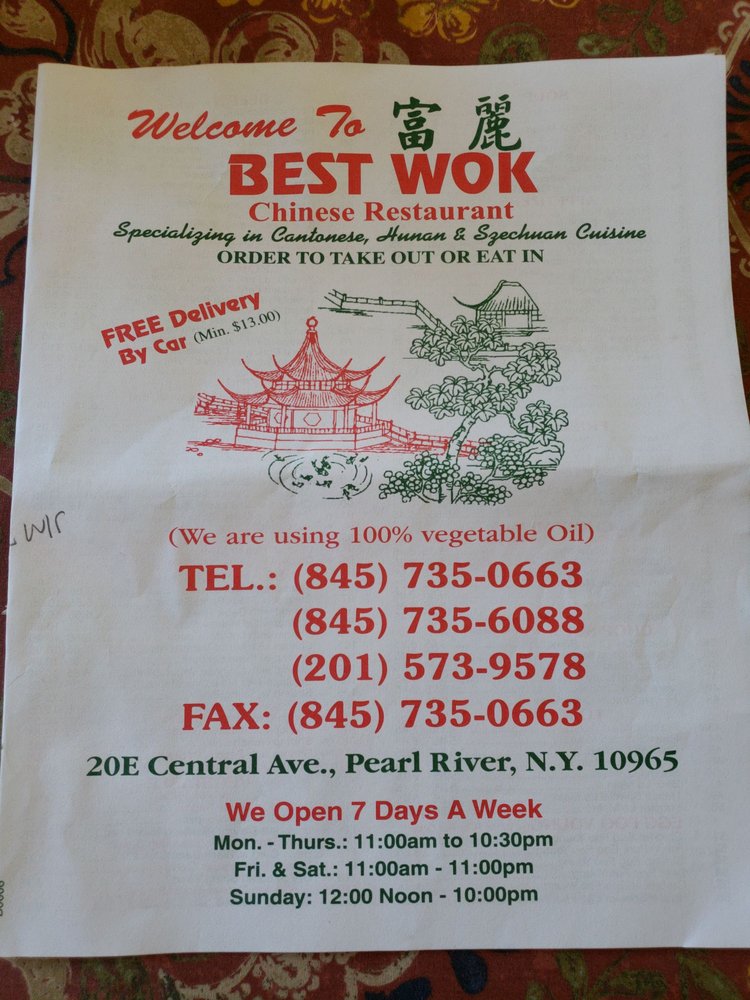 Welcome To 富 麗
BEST WOK
Chinese Restaurant
Specializing in Cantonese, Hunan & Szechuan Cuisine
ORDER TO TAKE OUT OR EAT IN
FREE Delivery
By Car (Min. $13.00)
(We are using 100% vegetable Oil)
TEL.: (845) 735-0663
(845) 735-6088
(201) 573-9578
FAX: (845) 735-0663
20E Central Ave., Pearl River, N.Y. 10965
We Open 7 Days A Week
Mon. - Thurs.: 11:00am to 10:30pm
Fri. & Sat.: 11:00am - 11:00pm
Sunday: 12:00 Noon - 10:00pm